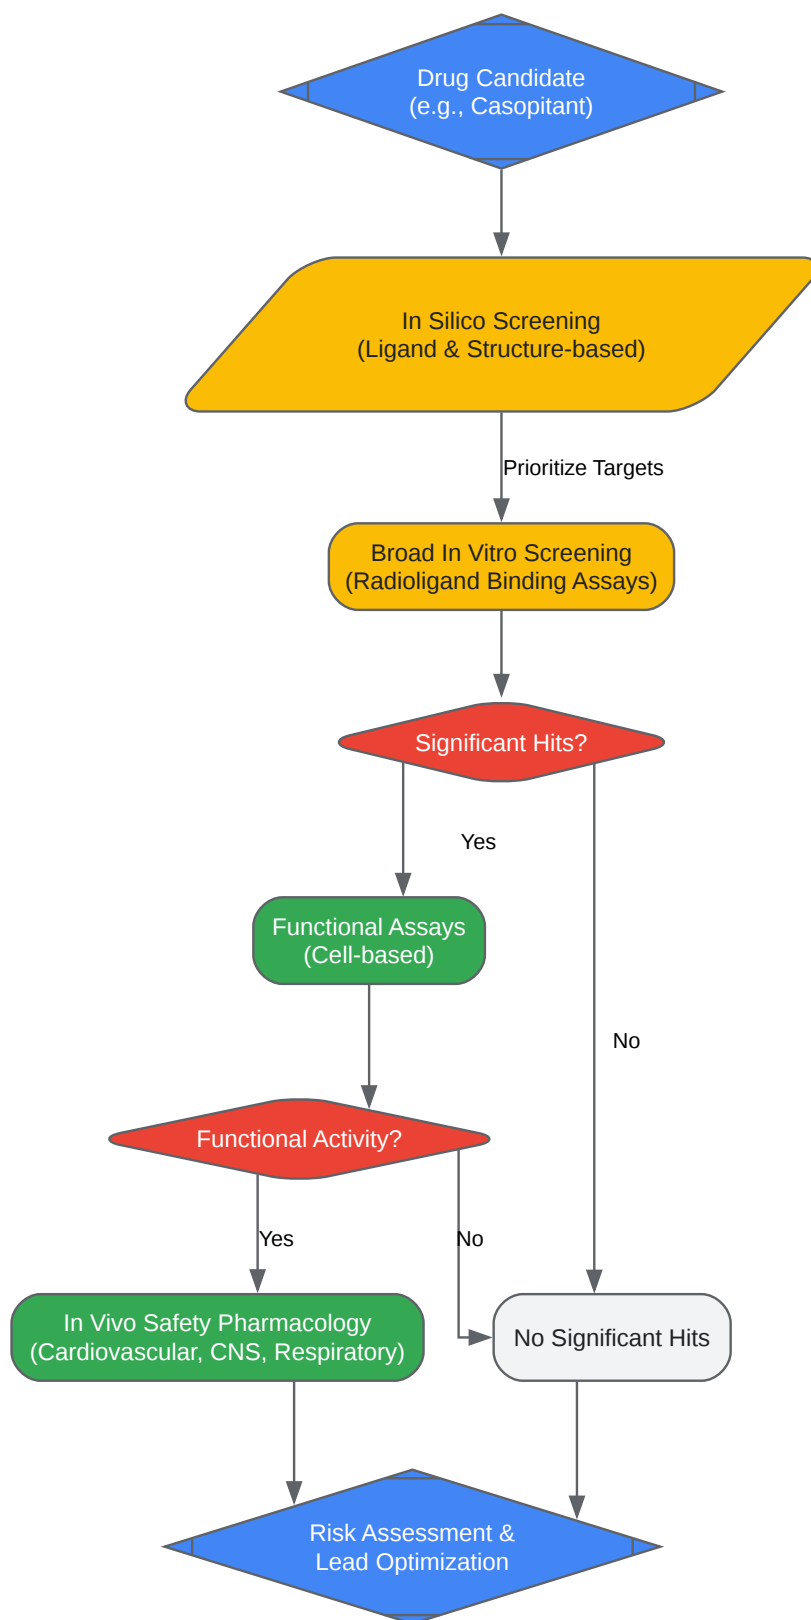 Drug Candidate
(e.g., Casopitant)
In Silico Screening
(Ligand & Structure-based)
Prioritize Targets
Broad In Vitro Screening
(Radioligand Binding Assays)
Significant Hits?
Yes
Functional Assays
(Cell-based)
No
Functional Activity?
Yes
No
In Vivo Safety Pharmacology
(Cardiovascular, CNS, Respiratory)
No Significant Hits
Risk Assessment &
Lead Optimization